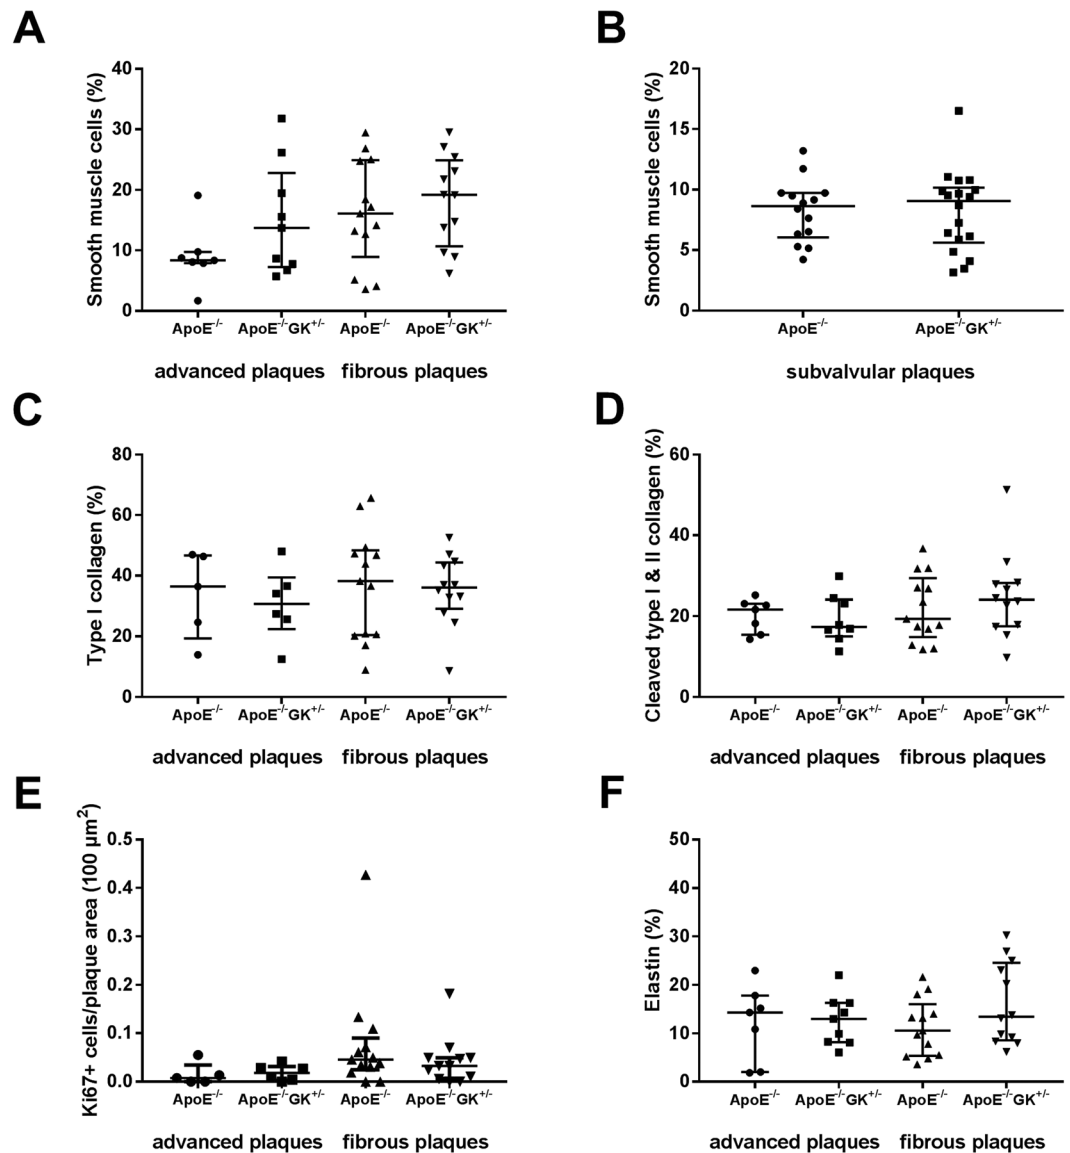 A
Smooth muscle cells (%)
40
30
20
10
0
ApoE-/- ApoE-/-GK+/- ApoE-/- ApoE-/-GK+/-
advanced plaques fibrous plaques
B
Smooth muscle cells (%)
20
15
10
5
0
ApoE-/- ApoE-/-GK+/-
subvalvular plaques
C
Type I collagen (%)
80
60
40
20
0
ApoE-/- ApoE-/-GK+/- ApoE-/- ApoE-/-GK+/-
advanced plaques fibrous plaques
D
Cleaved type I & II collagen (%)
60
40
20
0
ApoE-/- ApoE-/-GK+/- ApoE-/- ApoE-/-GK+/-
advanced plaques fibrous plaques
E
Ki67+ cells/plaque area (100 µm2)
0.5
0.4
0.3
0.2
0.1
0.0
ApoE-/- ApoE-/-GK+/- ApoE-/- ApoE-/-GK+/-
advanced plaques fibrous plaques
F
Elastin (%)
50
40
30
20
10
0
ApoE-/- ApoE-/-GK+/- ApoE-/- ApoE-/-GK+/-
advanced plaques fibrous plaques